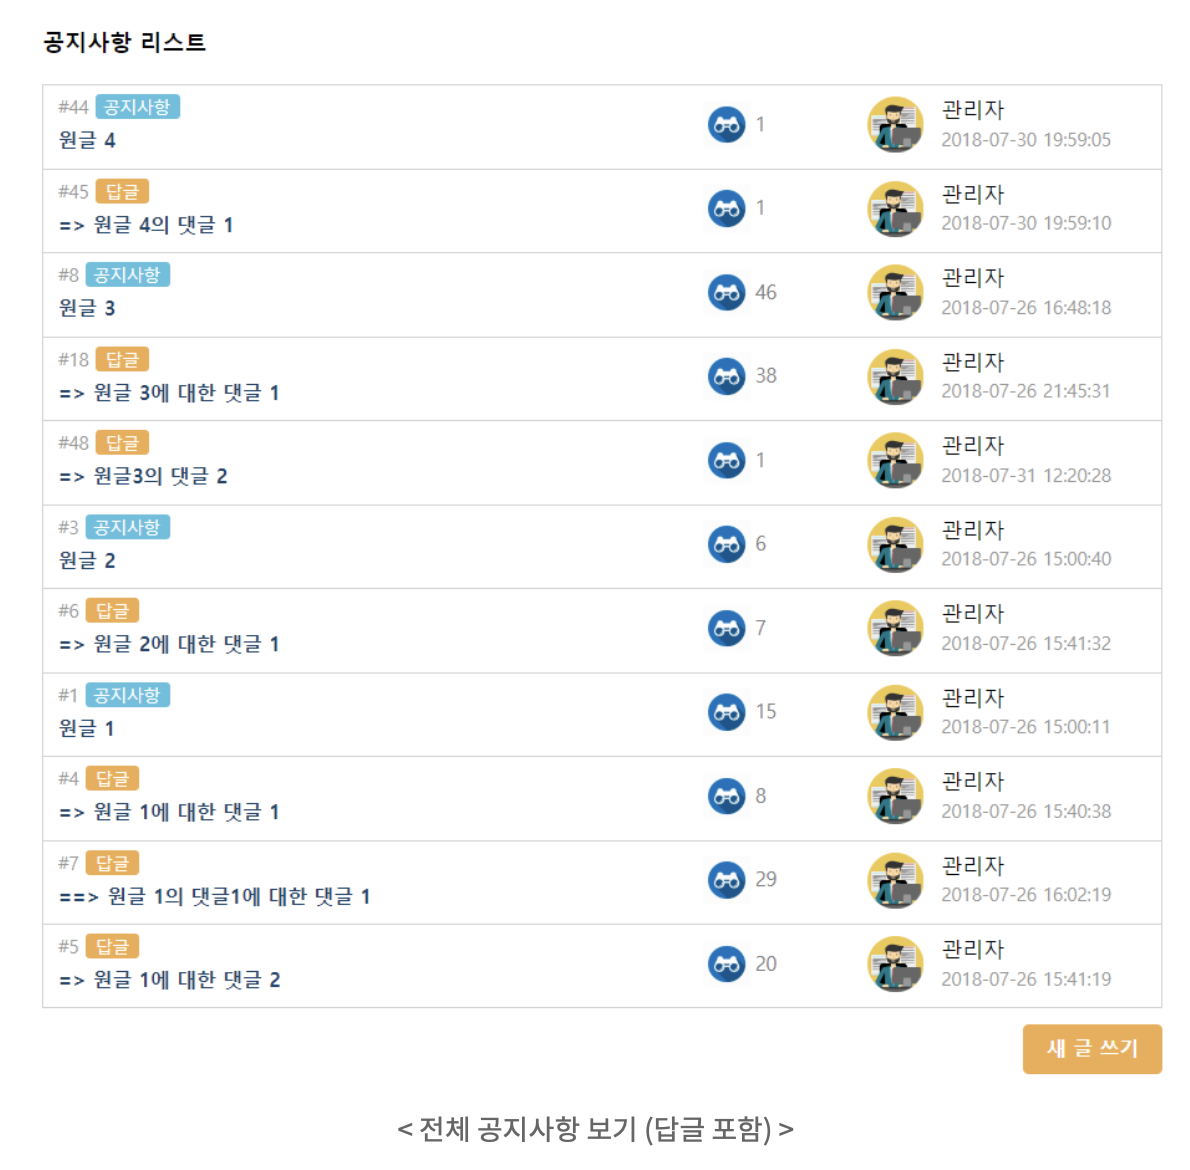 공지사항 리스트
#44 공지사항
원글 4
1
관리자
2018-07-30 19:59:05
#45 답글
=> 원글 4의 댓글 1
1
관리자
2018-07-30 19:59:10
#8 공지사항
원글 3
46
관리자
2018-07-26 16:48:18
#18 답글
=> 원글 3에 대한 댓글 1
38
관리자
2018-07-26 21:45:31
#48 답글
=> 원글3의 댓글 2
1
관리자
2018-07-31 12:20:28
#3 공지사항
원글 2
6
관리자
2018-07-26 15:00:40
#6 답글
=> 원글 2에 대한 댓글 1
7
관리자
2018-07-26 15:41:32
#1 공지사항
원글 1
15
관리자
2018-07-26 15:00:11
#4 답글
=> 원글 1에 대한 댓글 1
8
관리자
2018-07-26 15:40:38
#7 답글
==> 원글 1의 댓글1에 대한 댓글 1
29
관리자
2018-07-26 16:02:19
#5 답글
=> 원글 1에 대한 댓글 2
20
관리자
2018-07-26 15:41:19
새 글 쓰기
< 전체 공지사항 보기 (답글 포함) >